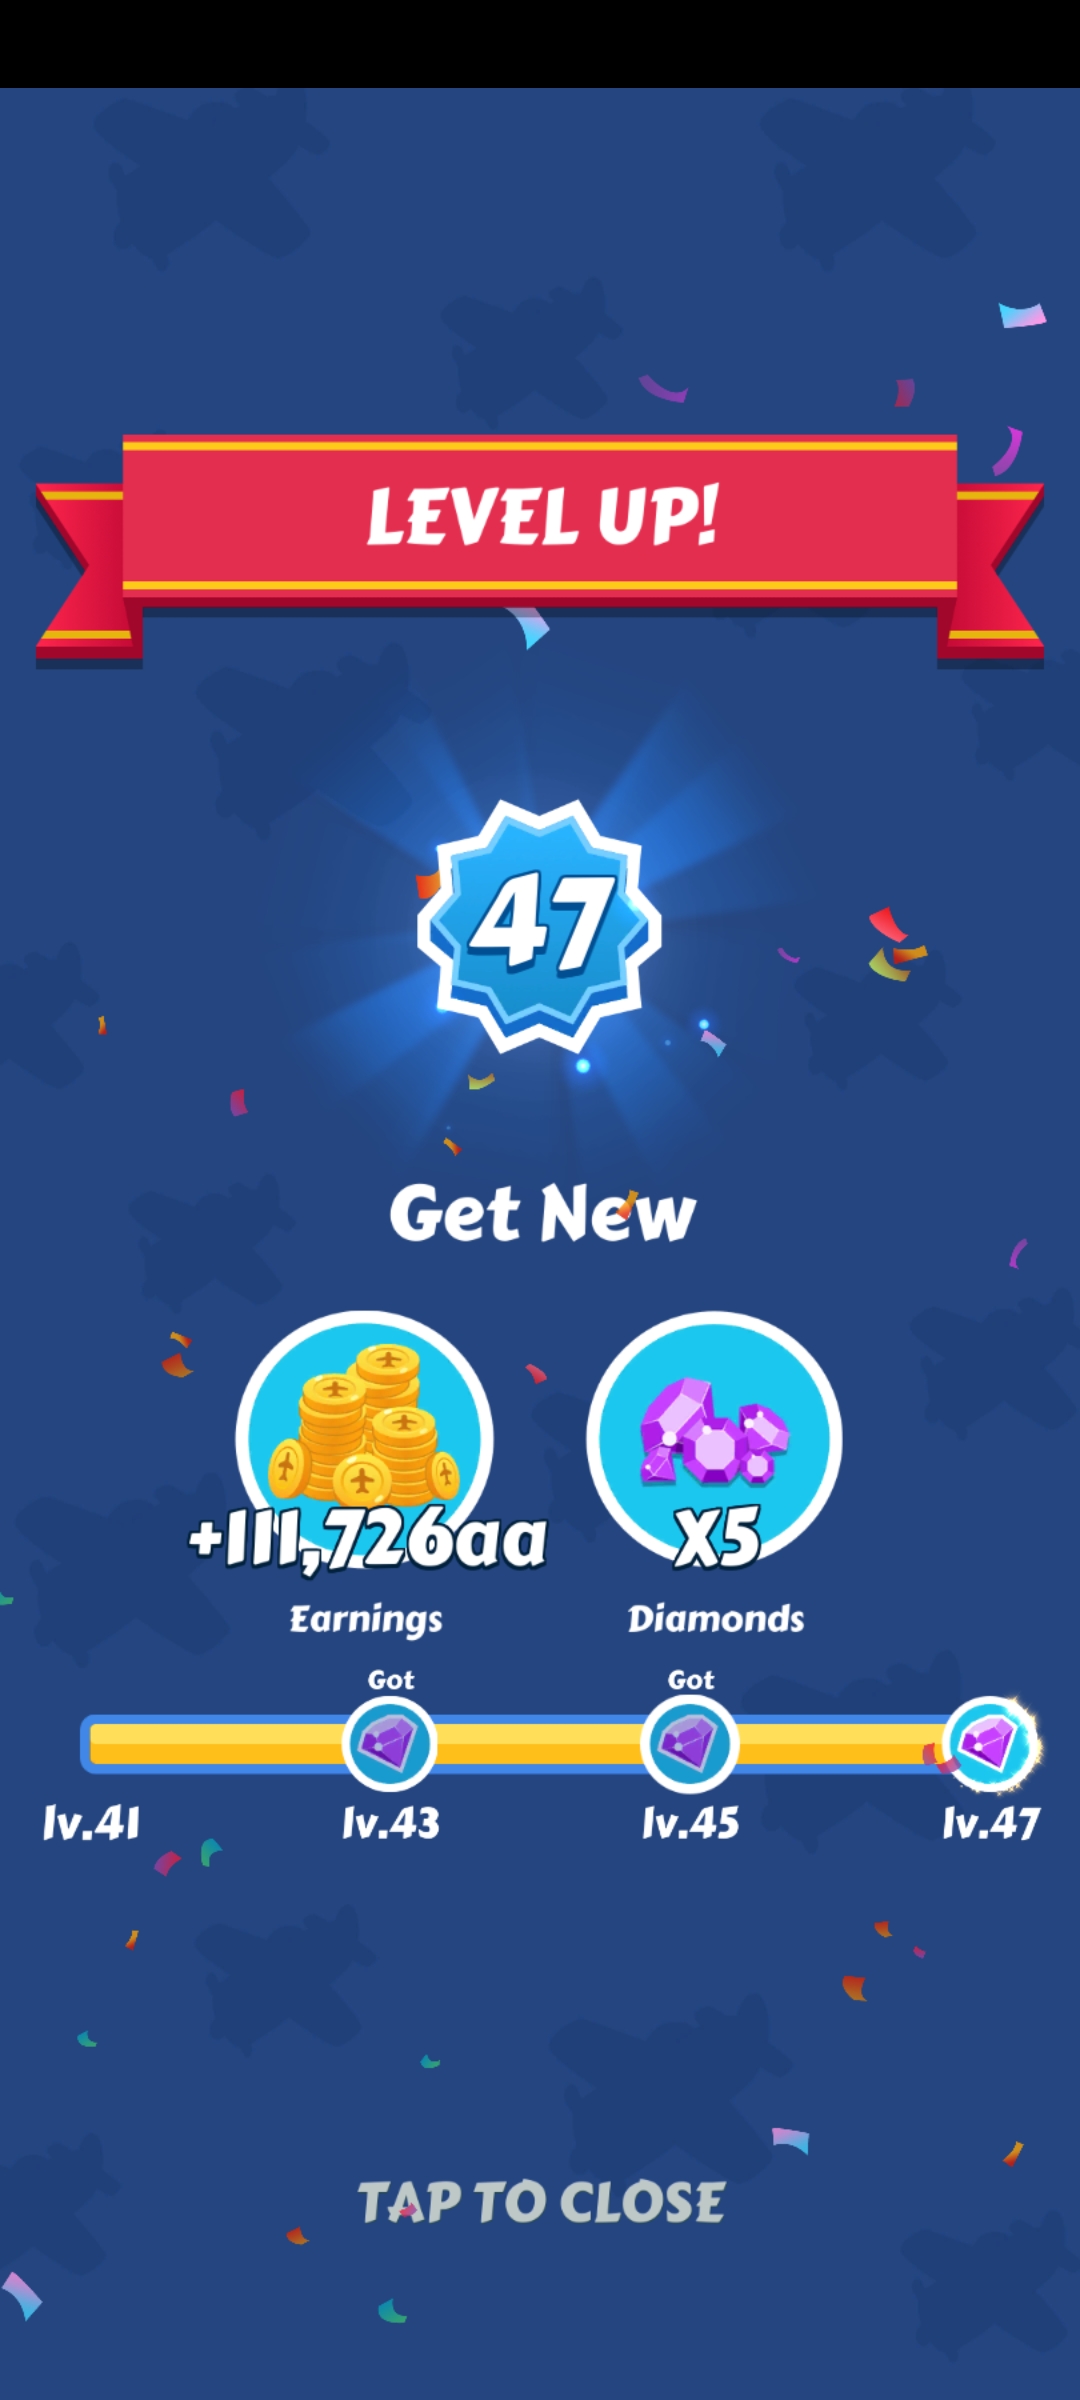 LEVEL UP!
47
Get New
+111,726aa
X5
Earnings
Diamonds
Got
Got
lv.41
lv.43
lv.45
lv.47
TAP TO CLOSE